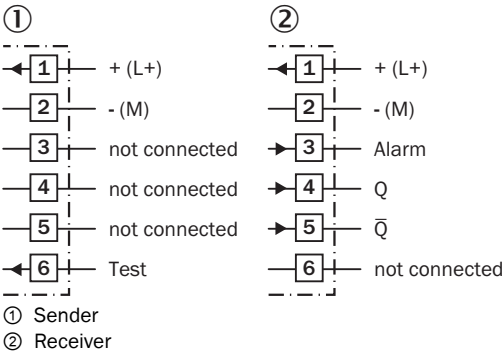 ① ②
1 + (L+) 1 + (L+)
2 - (M) 2 - (M)
3 not connected 3 Alarm
4 not connected 4 Q
5 not connected 5 Q̅
6 Test 6 not connected
① Sender
② Receiver